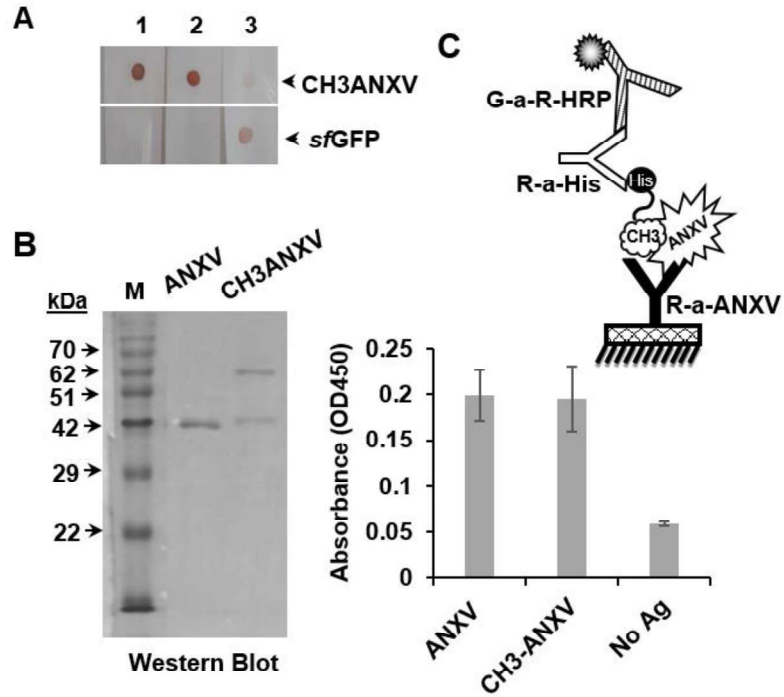 A
1 2 3
CH3ANXV
sfGFP
B
kDa
M
ANXV
CH3ANXV
70
62
51
42
29
22
Western Blot
C
G-a-R-HRP
R-a-His
His
CH3
ANXV
R-a-ANXV
Absorbance (OD450)
0.25
0.2
0.15
0.1
0.05
0
ANXV
CH3-ANXV
No Ag